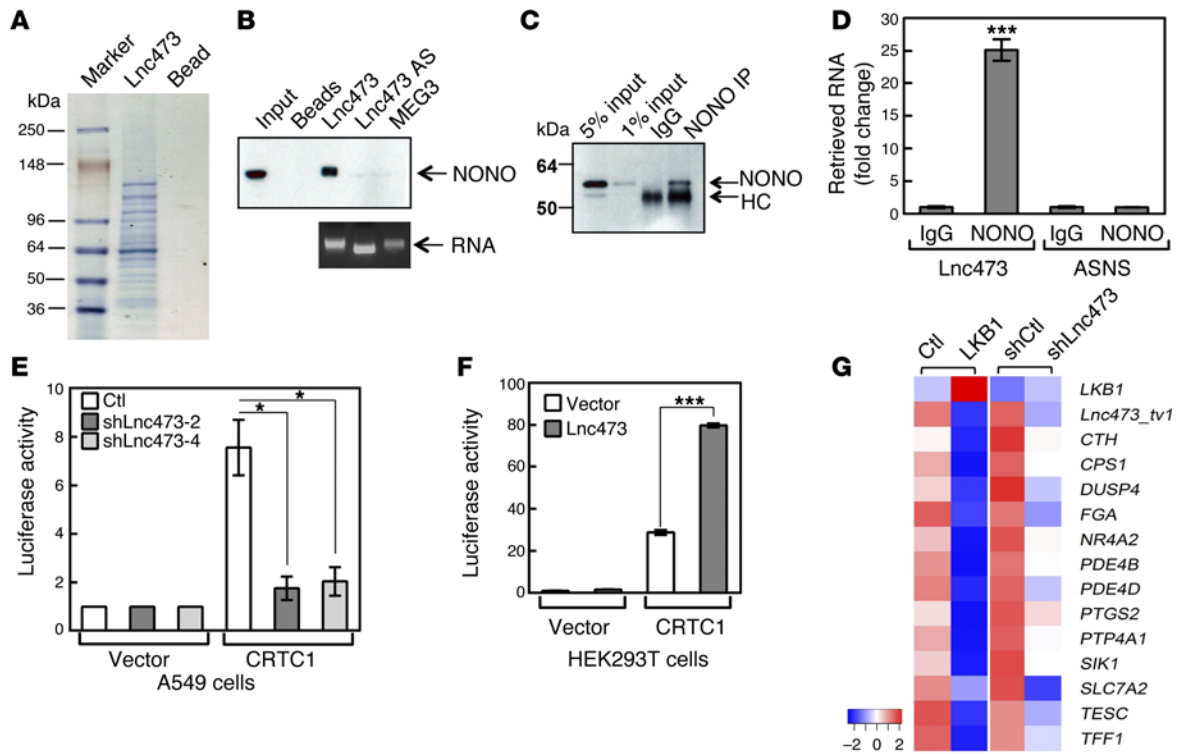 A
Marker
Lnc473
Bead
kDa
250
148
96
64
50
36
B
Input
Beads
Lnc473
Lnc473 AS
MEG3
NONO
RNA
C
kDa
5% input
1% input
IgG
NONO IP
64
50
NONO
HC
D
Retrieved RNA
(fold change)
30
25
20
15
10
5
0
***
IgG NONO IgG NONO
Lnc473 ASNS
E
Luciferase activity
10
8
6
4
2
0
Ctl
shLnc473-2
shLnc473-4
*
*
Vector CRTC1
A549 cells
F
Luciferase activity
100
80
60
40
20
0
Vector
Lnc473
***
Vector CRTC1
HEK293T cells
G
Ctl
LKB1
shCtl
shLnc473
LKB1
Lnc473_tv1
CTH
CPS1
DUSP4
FGA
NR4A2
PDE4B
PDE4D
PTGS2
PTP4A1
SIK1
SLC7A2
TESC
TFF1
−2 0 2